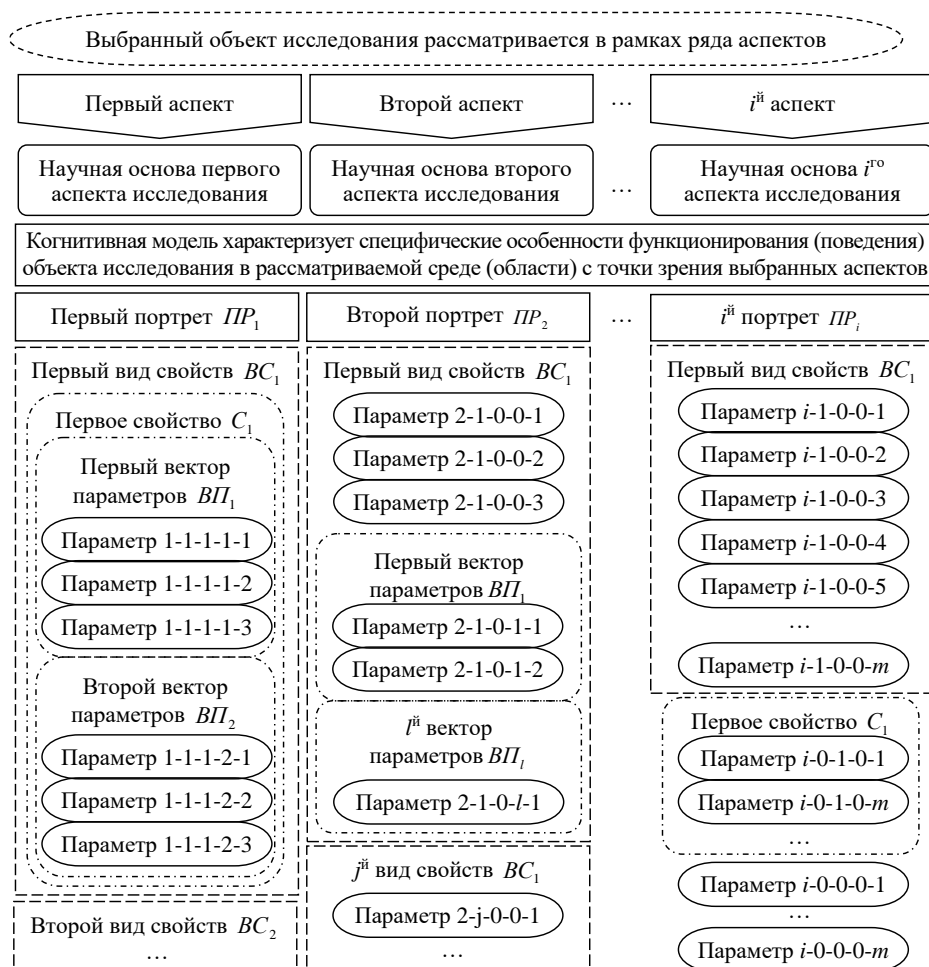 Выбранный объект исследования рассматривается в рамках ряда аспектов
Первый аспект
Второй аспект
...
iй аспект
Научная основа первого
аспекта исследования
Научная основа второго
аспекта исследования
...
Научная основа iго
аспекта исследования
Когнитивная модель характеризует специфические особенности функционирования (поведения)
объекта исследования в рассматриваемой среде (области) с точки зрения выбранных аспектов
Первый портрет ПР1
Второй портрет ПР2
...
iй портрет ПРi
Первый вид свойств ВС1
Первое свойство С1
Первый вектор
параметров ВП1
Параметр 1-1-1-1-1
Параметр 1-1-1-1-2
Параметр 1-1-1-1-3
Второй вектор
параметров ВП2
Параметр 1-1-1-2-1
Параметр 1-1-1-2-2
Параметр 1-1-1-2-3
Второй вид свойств ВС2
...
Первый вид свойств ВС1
Параметр 2-1-0-0-1
Параметр 2-1-0-0-2
Параметр 2-1-0-0-3
Первый вектор
параметров ВП1
Параметр 2-1-0-1-1
Параметр 2-1-0-1-2
lй вектор
параметров ВПl
Параметр 2-1-0-l-1
jй вид свойств ВС1
Параметр 2-j-0-0-1
...
Первый вид свойств ВС1
Параметр i-1-0-0-1
Параметр i-1-0-0-2
Параметр i-1-0-0-3
Параметр i-1-0-0-4
Параметр i-1-0-0-5
...
Параметр i-1-0-0-m
Первое свойство С1
Параметр i-0-1-0-1
Параметр i-0-1-0-m
...
Параметр i-0-0-0-1
...
Параметр i-0-0-0-m